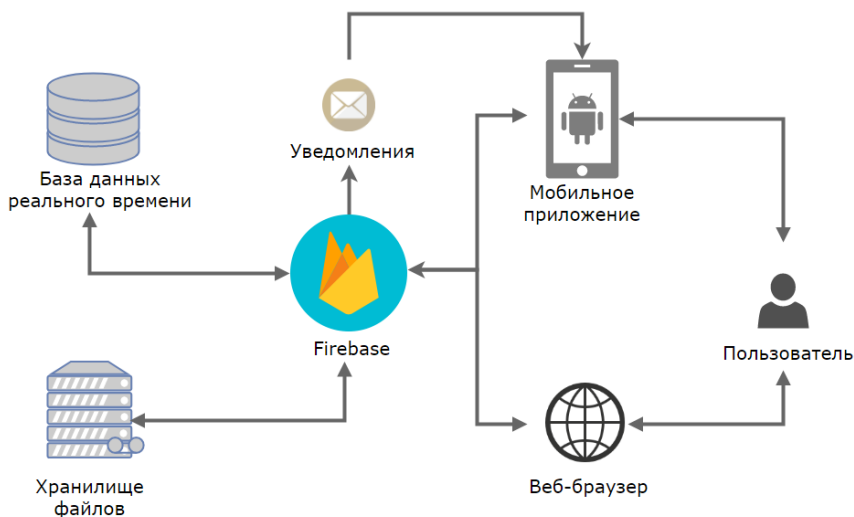 Уведомления
База данных
реального времени
Мобильное
приложение
Firebase
Пользователь
Хранилище
файлов
Веб-браузер